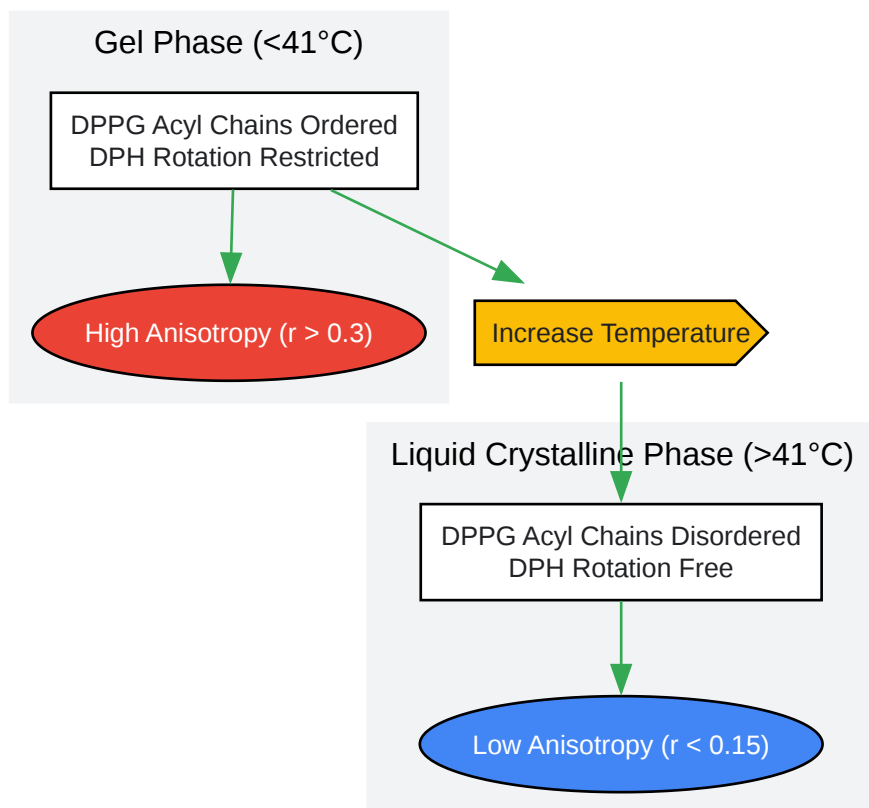 Gel Phase (<41°C)
DPPG Acyl Chains Ordered
DPH Rotation Restricted
High Anisotropy (r > 0.3)
Increase Temperature
Liquid Crystalline Phase (>41°C)
DPPG Acyl Chains Disordered
DPH Rotation Free
Low Anisotropy (r < 0.15)